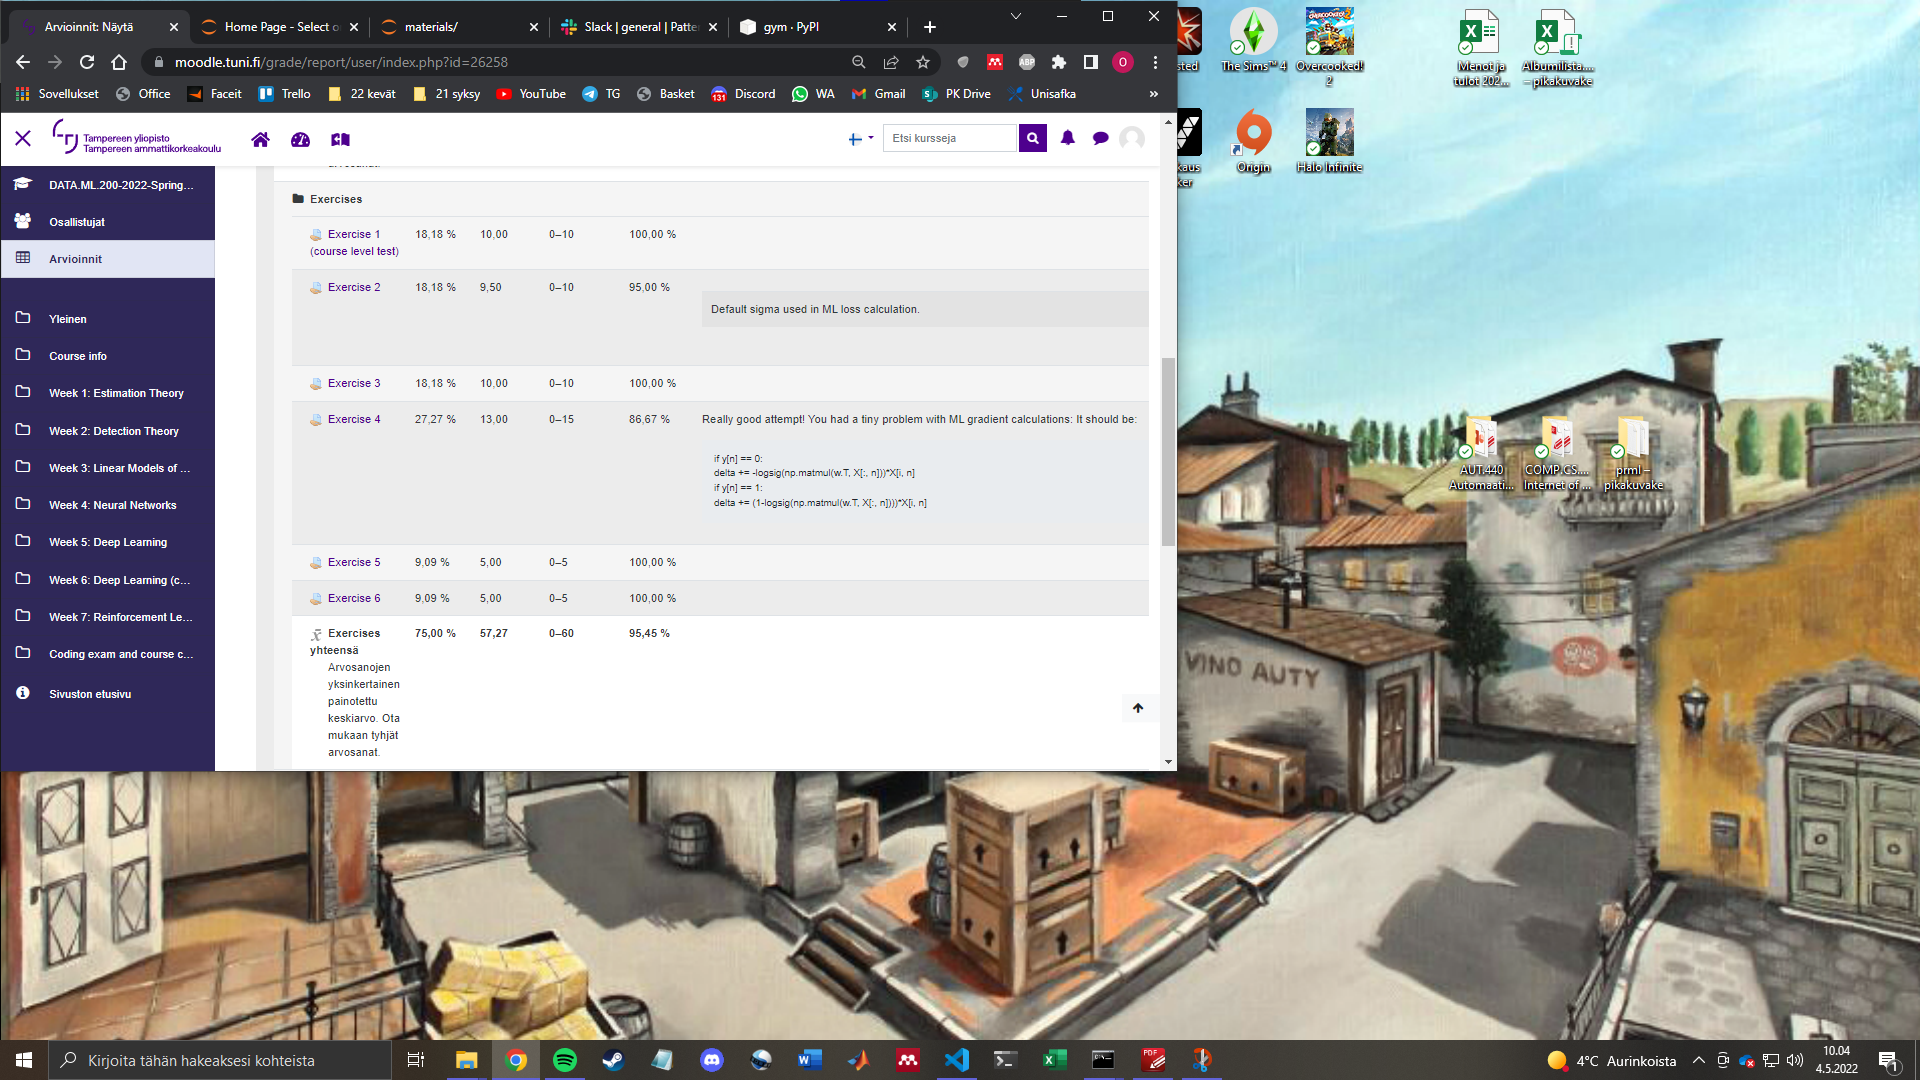 Arvioinnit: Näytä
Home Page - Select o
materials/
Slack | general | Patte
gym · PyPI
moodle.tuni.fi/grade/report/user/index.php?id=26258
ABP
O
Sovellukset
Office
Faceit
Trello
22 kevät
21 syksy
YouTube
TG
Basket
131
Discord
WA
Gmail
PK Drive
Unisafka
»
Tampereen yliopisto
Tampereen ammattikorkeakoulu
Etsi kursseja
DATA.ML.200-2022-Spring...
Osallistujat
Arvioinnit
Yleinen
Course info
Week 1: Estimation Theory
Week 2: Detection Theory
Week 3: Linear Models of ...
Week 4: Neural Networks
Week 5: Deep Learning
Week 6: Deep Learning (c...
Week 7: Reinforcement Le...
Coding exam and course c...
Sivuston etusivu
Exercises
Exercise 1 18,18 % 10,00 0–10 100,00 %
(course level test)
Exercise 2 18,18 % 9,50 0–10 95,00 %
Default sigma used in ML loss calculation.
Exercise 3 18,18 % 10,00 0–10 100,00 %
Exercise 4 27,27 % 13,00 0–15 86,67 % Really good attempt! You had a tiny problem with ML gradient calculations: It should be:
if y[n] == 0:
delta += -logsig(np.matmul(w.T, X[:, n]))*X[i, n]
if y[n] == 1:
delta += (1-logsig(np.matmul(w.T, X[:, n])))*X[i, n]
Exercise 5 9,09 % 5,00 0–5 100,00 %
Exercise 6 9,09 % 5,00 0–5 100,00 %
Exercises 75,00 % 57,27 0–60 95,45 %
yhteensä
Arvosanojen
yksinkertainen
painotettu
keskiarvo. Ota
mukaan tyhjät
arvosanat.
sted
The Sims™ 4
Overcooked!
2
Menot ja
tulot 202...
Albumilista....
– pikakuvake
kaus
ker
Origin
Halo Infinite
AUT.440
Automaati...
COMP.CS....
Internet of ...
prml –
pikakuvake
VINO AUTY
95
Kirjoita tähän hakeaksesi kohteista
4°C Aurinkoista
10.04
4.5.2022
1